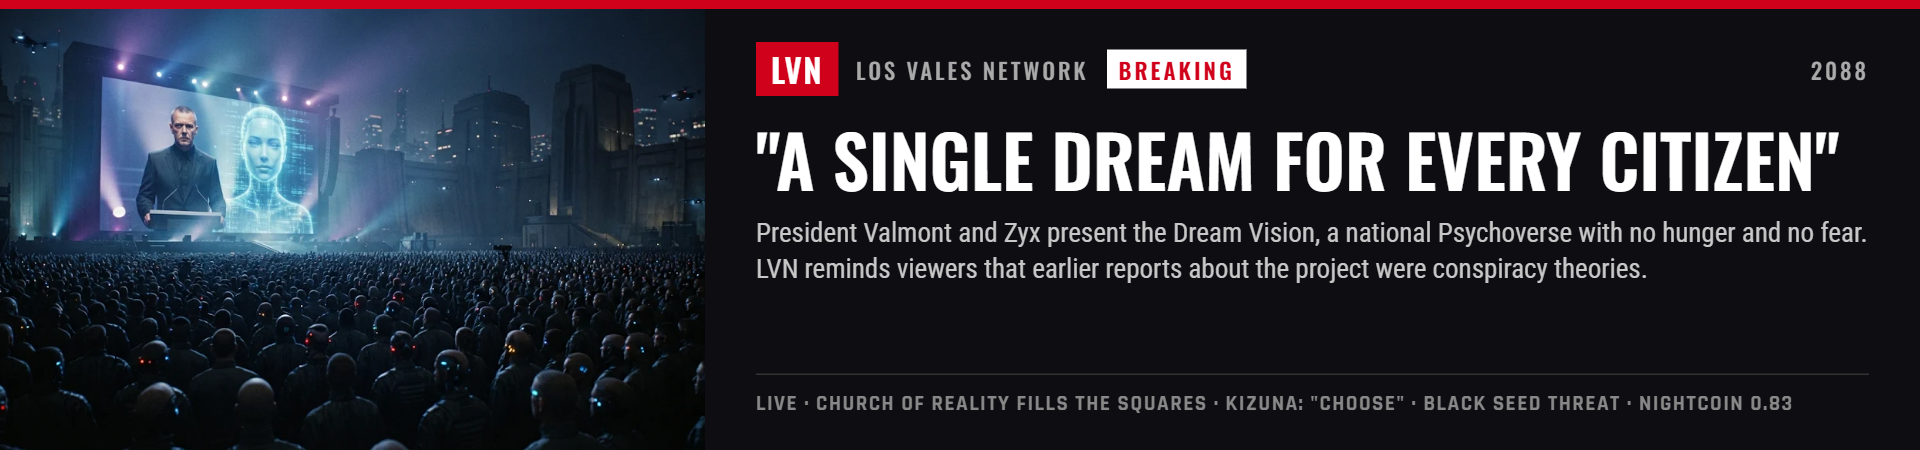 LVN LOS VALES NETWORK BREAKING 2088
"A SINGLE DREAM FOR EVERY CITIZEN"
President Valmont and Zyx present the Dream Vision, a national Psychoverse with no hunger and no fear.
LVN reminds viewers that earlier reports about the project were conspiracy theories.
LIVE · CHURCH OF REALITY FILLS THE SQUARES · KIZUNA: "CHOOSE" · BLACK SEED THREAT · NIGHTCOIN 0.83